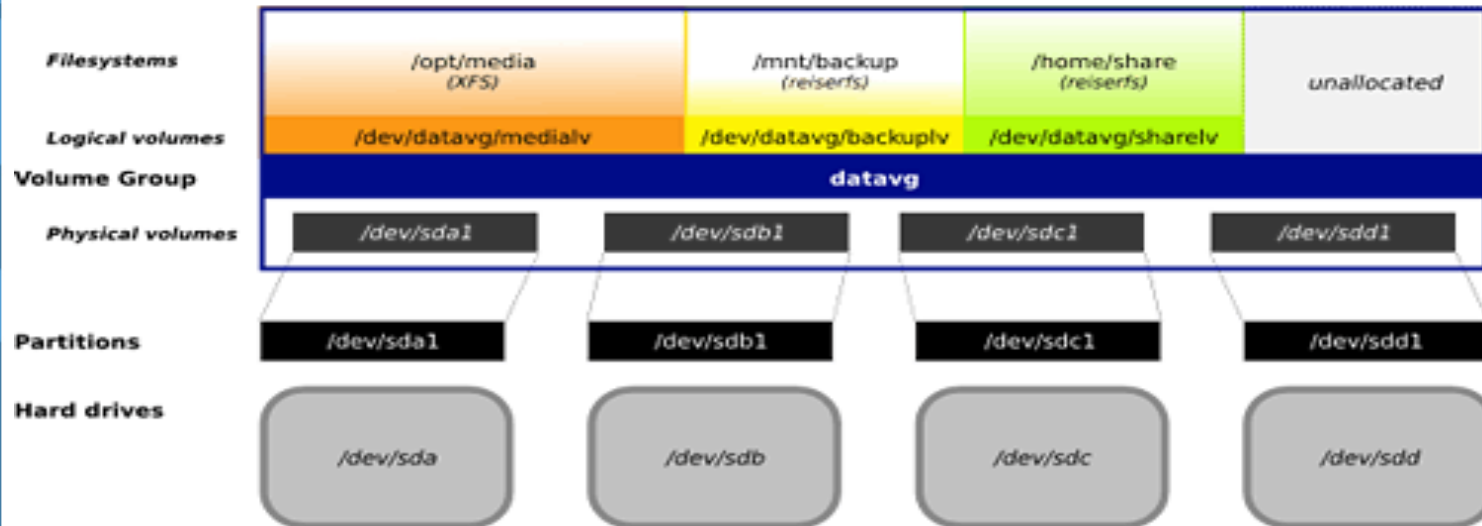 Filesystems
/opt/media
(XFS)
/mnt/backup
(reiserfs)
/home/share
(reiserfs)
unallocated
Logical volumes
/dev/datavg/medialv
/dev/datavg/backuplv
/dev/datavg/sharelv
Volume Group
datavg
Physical volumes
/dev/sda1
/dev/sdb1
/dev/sdc1
/dev/sdd1
Partitions
/dev/sda1
/dev/sdb1
/dev/sdc1
/dev/sdd1
Hard drives
/dev/sda
/dev/sdb
/dev/sdc
/dev/sdd